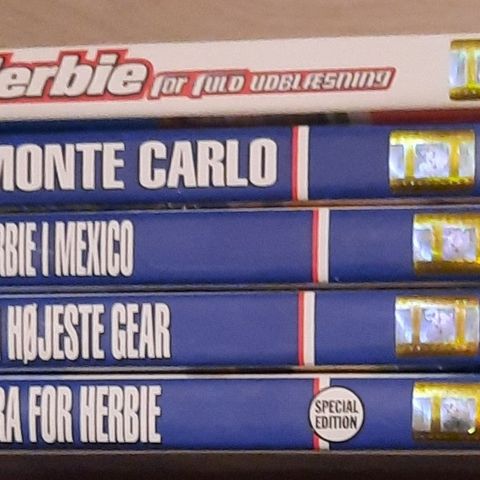 erbie for fuld udblæsning
MONTE CARLO
RBIE I MEXICO
HØJESTE GEAR
RA FOR HERBIE
SPECIAL
EDITION